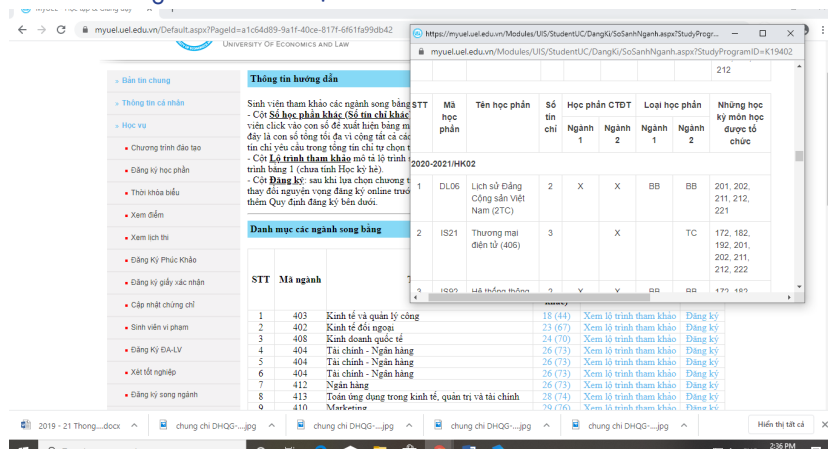 myuel.uel.edu.vn/Default.aspx?PageId=a1c64d89-9a1f-40ce-817f-6f61fa99db42
UNIVERSITY OF ECONOMICS AND LAW
» Bản tin chung
» Thông tin cá nhân
» Học vụ
• Chương trình đào tạo
• Đăng ký học phần
• Thời khóa biểu
• Xem điểm
• Xem lịch thi
• Đăng Ký Phúc Khảo
• Đăng ký giấy xác nhận
• Cập nhật chứng chỉ
• Sinh viên vi phạm
• Đăng Ký ĐA-LV
• Xét tốt nghiệp
• Đăng ký song ngành
Thông tin hướng dẫn
Sinh viên tham khảo các ngành song bằng
- Cột Số học phần khác (Số tín chỉ khác
viên click vào con số để xuất hiện bảng m
đây là con số tổng tối đa vì cộng tất cả các
tín chỉ yêu cầu trong tổng tín chỉ tự chọn t
- Cột Lộ trình tham khảo mô tả lộ trình
trình bằng 1 (chưa tính Học kỳ hè).
- Cột Đăng ký: sau khi lựa chọn chương t
thay đổi nguyện vọng đăng ký online trướ
thêm Quy định đăng ký bên dưới.
Danh mục các ngành song bằng
STT Mã ngành
khác)
1 403 Kinh tế và quản lý công 18 (44) Xem lộ trình tham khảo Đăng ký
2 402 Kinh tế đối ngoại 23 (67) Xem lộ trình tham khảo Đăng ký
3 408 Kinh doanh quốc tế 24 (70) Xem lộ trình tham khảo Đăng ký
4 404 Tài chính - Ngân hàng 26 (73) Xem lộ trình tham khảo Đăng ký
5 404 Tài chính - Ngân hàng 26 (73) Xem lộ trình tham khảo Đăng ký
6 404 Tài chính - Ngân hàng 26 (73) Xem lộ trình tham khảo Đăng ký
7 412 Ngân hàng 26 (73) Xem lộ trình tham khảo Đăng ký
8 413 Toán ứng dụng trong kinh tế, quản trị và tài chính 28 (74) Xem lộ trình tham khảo Đăng ký
9 410 Marketing 29 (76) Xem lộ trình tham khảo Đăng ký
https://myuel.uel.edu.vn/Modules/UIS/StudentUC/DangKi/SoSanhNganh.aspx?StudyProgr...
myuel.uel.edu.vn/Modules/UIS/StudentUC/DangKi/SoSanhNganh.aspx?StudyProgramID=K19402
212
STT Mã học phần Tên học phần Số tín chỉ Học phần CTĐT Loại học phần Những học kỳ môn học được tổ chức
Ngành 1 Ngành 2 Ngành 1 Ngành 2
2020-2021/HK02
1 DL06 Lịch sử Đảng Cộng sản Việt Nam (2TC) 2 X X BB BB 201, 202, 211, 212, 221
2 IS21 Thương mại điện tử (406) 3 X TC 172, 182, 192, 201, 202, 211, 212, 222
3 IS92 Hệ thống thông 2 X X BB BB 172, 182
2019 - 21 Thong....docx
chung chi DHQG-....jpg
chung chi DHQG-....jpg
chung chi DHQG-....jpg
chung chi DHQG-....jpg
Hiển thị tất cả
2:36 PM